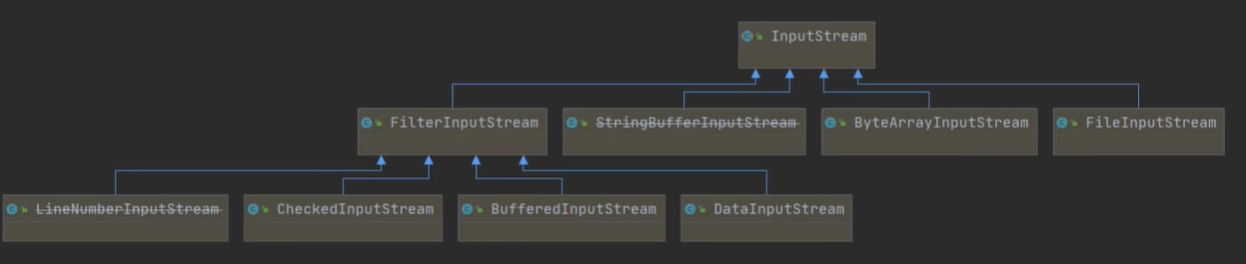 InputStream
FilterInputStream
StringBufferInputStream
ByteArrayInputStream
FileInputStream
LineNumberInputStream
CheckedInputStream
BufferedInputStream
DataInputStream